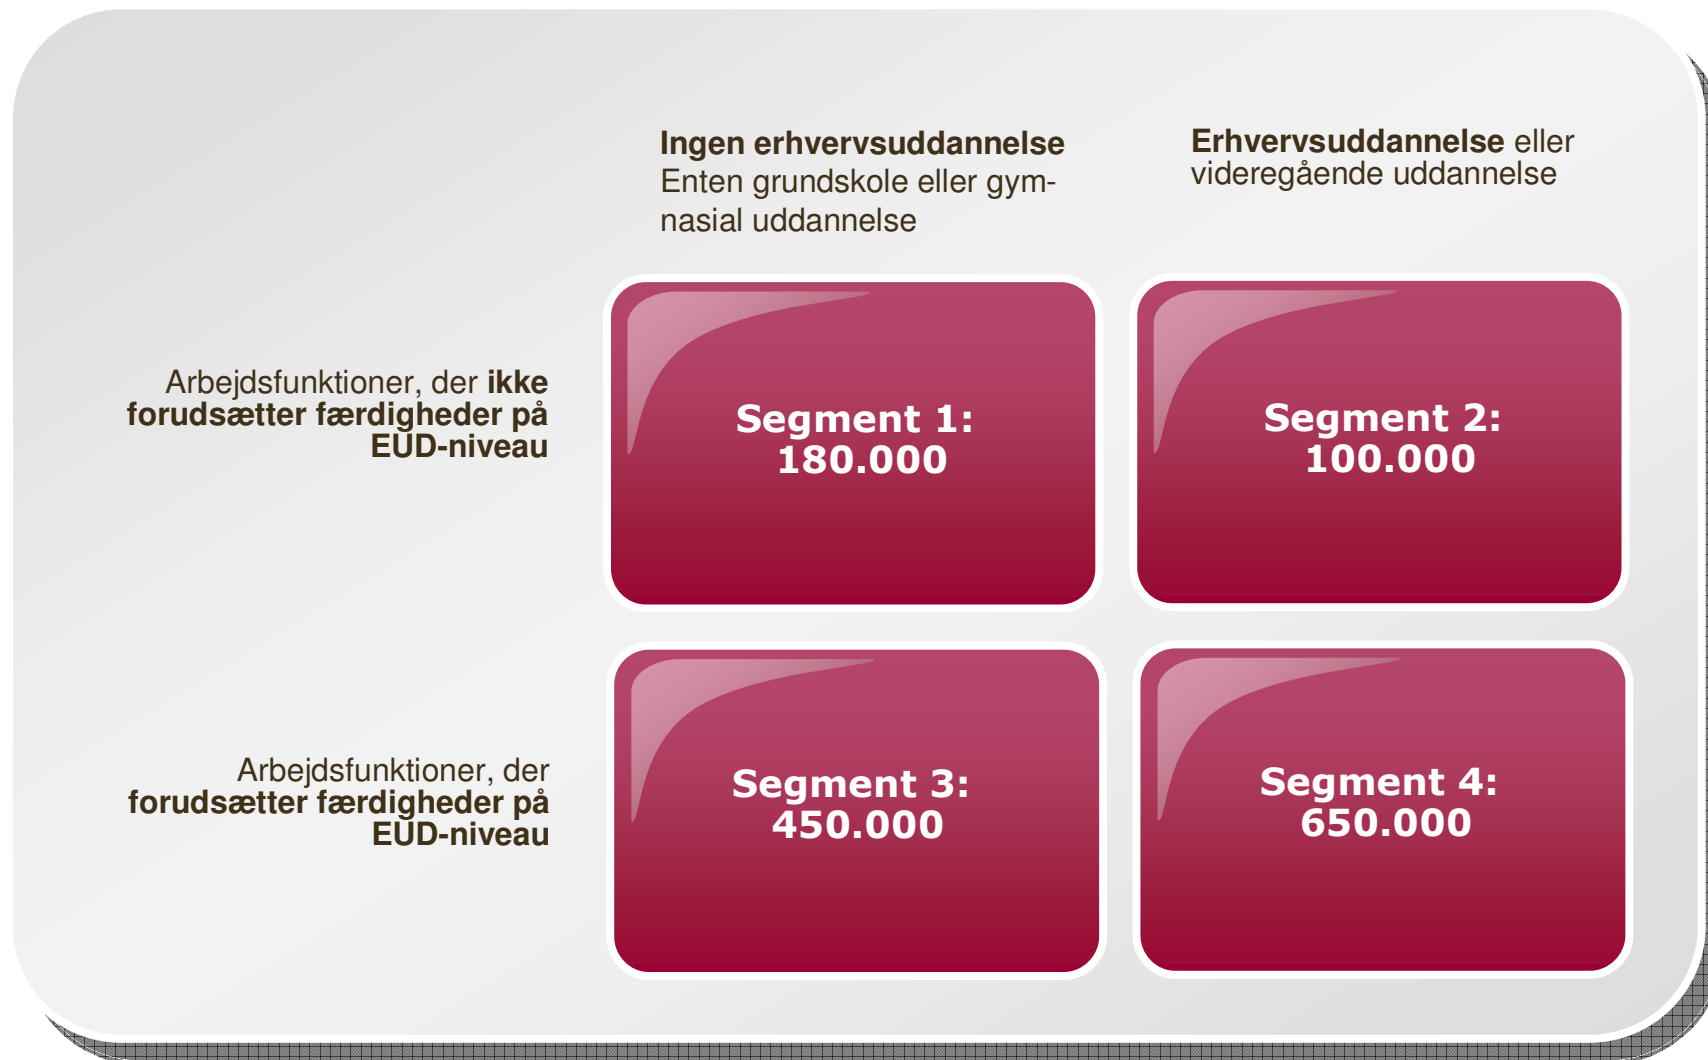 Ingen erhvervsuddannelse
Enten grundskole eller gym-
nasial uddannelse
Erhvervsuddannelse eller
videregående uddannelse
Arbejdsfunktioner, der ikke
forudsætter færdigheder på
EUD-niveau
Segment 1:
180.000
Segment 2:
100.000
Arbejdsfunktioner, der
forudsætter færdigheder på
EUD-niveau
Segment 3:
450.000
Segment 4:
650.000